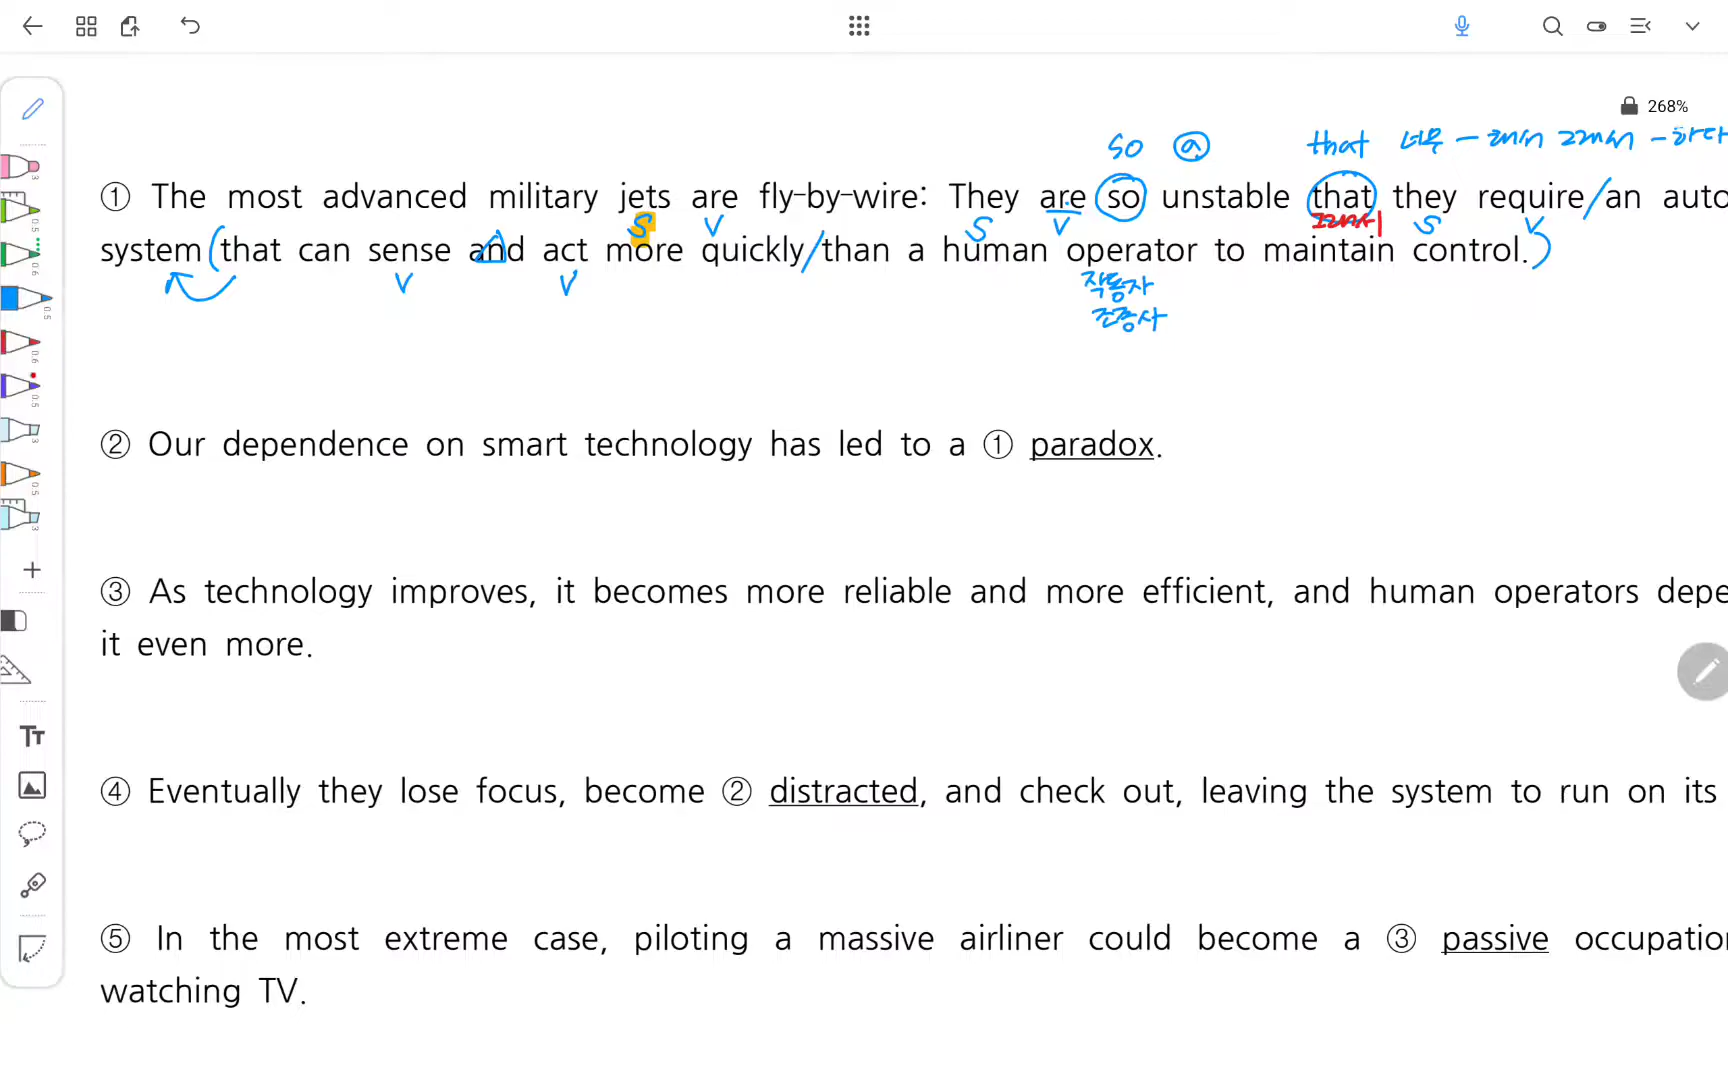 268%
so ⓐ that 너무 ~해서 그래서 ~하다
① The most advanced military jets are fly-by-wire: They are so unstable that they require/an auto
S V S V 그래서 S V
system (that can sense and act more quickly/than a human operator to maintain control.)
V V 작동자
조종사
② Our dependence on smart technology has led to a ① paradox.
③ As technology improves, it becomes more reliable and more efficient, and human operators depe
it even more.
④ Eventually they lose focus, become ② distracted, and check out, leaving the system to run on its
⑤ In the most extreme case, piloting a massive airliner could become a ③ passive occupation
watching TV.
Tт